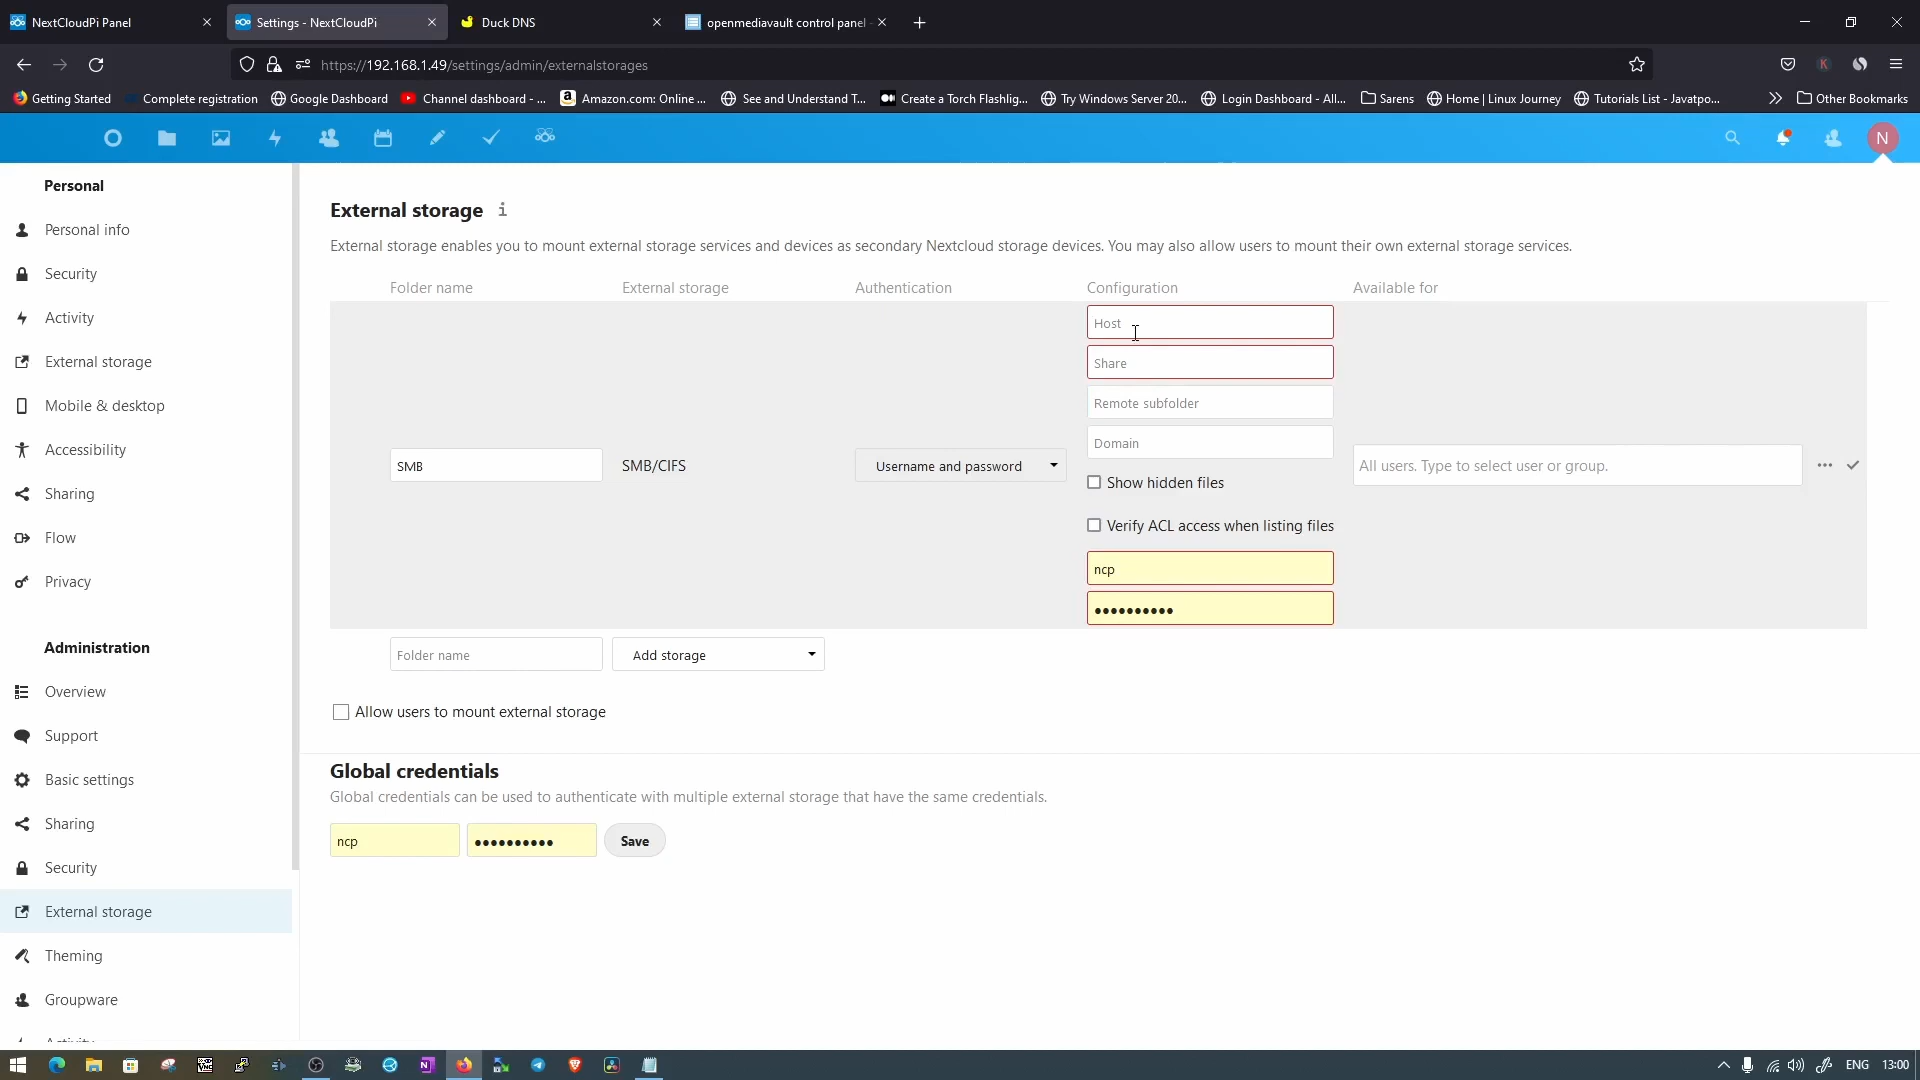 NextCloudPi Panel
Settings - NextCloudPi
Duck DNS
openmediavault control panel -
https://192.168.1.49/settings/admin/externalstorages
Getting Started
Complete registration
Google Dashboard
Channel dashboard - ...
Amazon.com: Online ...
See and Understand T...
Create a Torch Flashlig...
Try Windows Server 20...
Login Dashboard - All...
Sarens
Home | Linux Journey
Tutorials List - Javatpo...
Other Bookmarks
N
Personal
Personal info
Security
Activity
External storage
Mobile & desktop
Accessibility
Sharing
Flow
Privacy
Administration
Overview
Support
Basic settings
Sharing
Security
External storage
Theming
Groupware
External storage
External storage enables you to mount external storage services and devices as secondary Nextcloud storage devices. You may also allow users to mount their own external storage services.
Folder name External storage Authentication Configuration Available for
Host
Share
Remote subfolder
Domain
SMB SMB/CIFS Username and password All users. Type to select user or group.
Show hidden files
Verify ACL access when listing files
ncp
●●●●●●●●●●
Folder name Add storage
Allow users to mount external storage
Global credentials
Global credentials can be used to authenticate with multiple external storage that have the same credentials.
ncp ●●●●●●●●●● Save
ENG 13:00